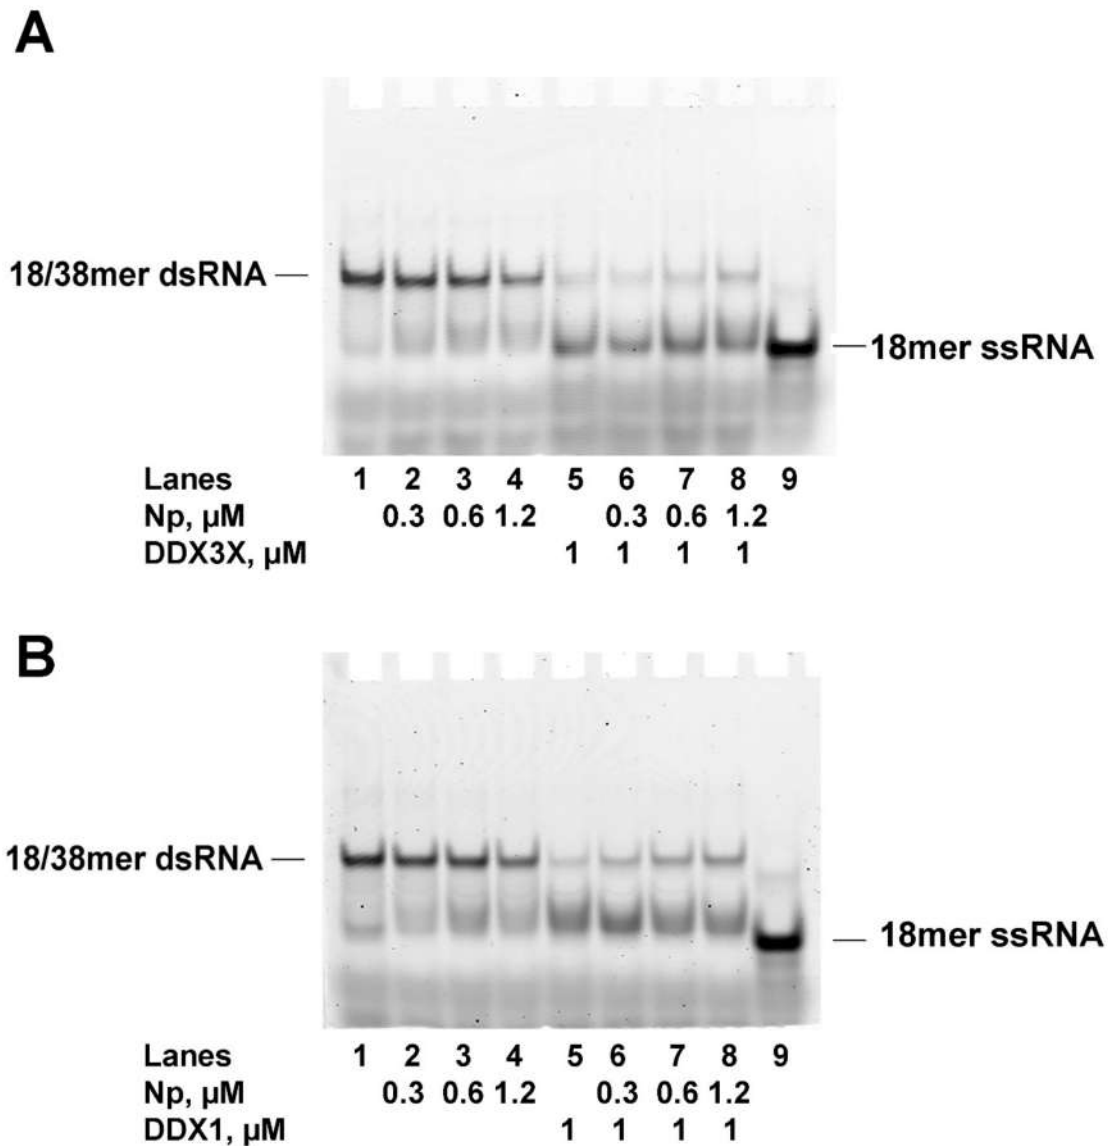 A
18/38mer dsRNA
18mer ssRNA
Lanes 1 2 3 4 5 6 7 8 9
Np, µM 0.3 0.6 1.2 0.3 0.6 1.2
DDX3X, µM 1 1 1 1
B
18/38mer dsRNA
18mer ssRNA
Lanes 1 2 3 4 5 6 7 8 9
Np, µM 0.3 0.6 1.2 0.3 0.6 1.2
DDX1, µM 1 1 1 1